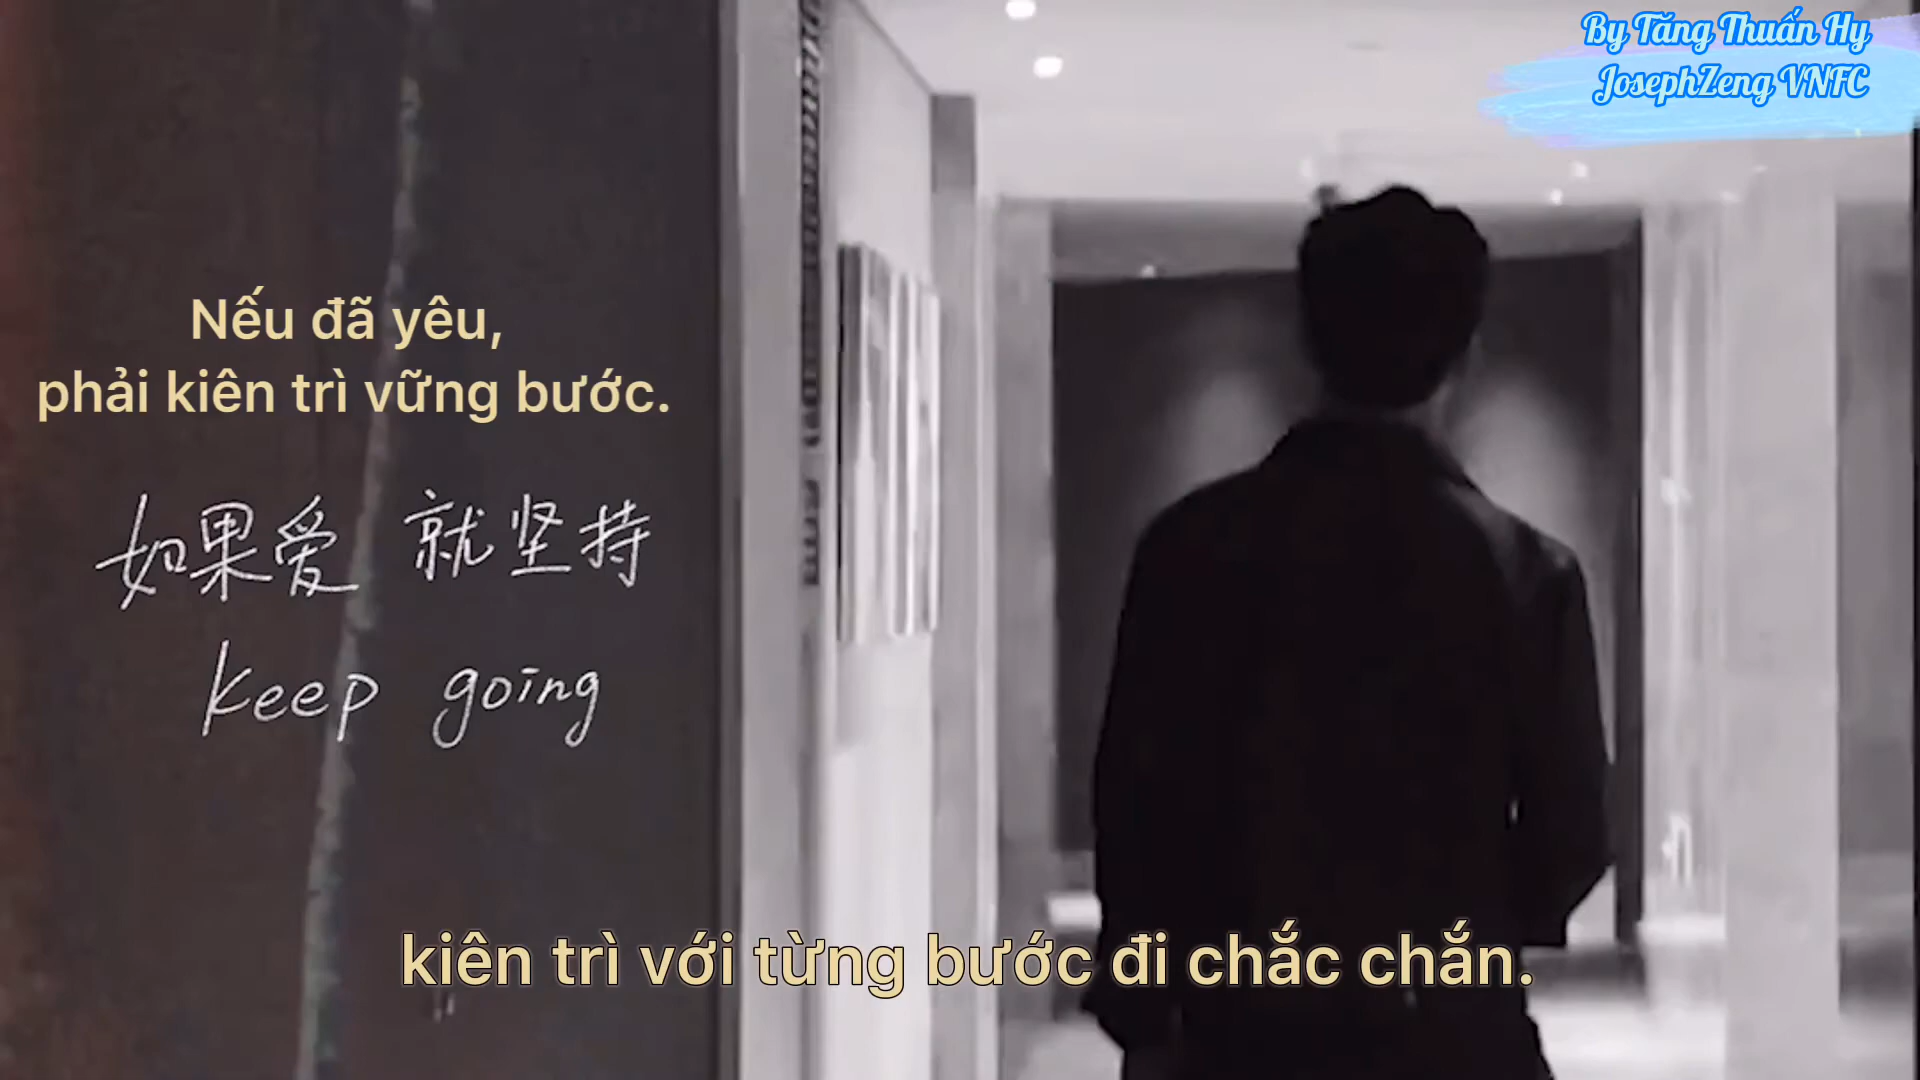 By Tăng Thuấn Hy
JosephZeng VNFC
Nếu đã yêu,
phải kiên trì vững bước.
如果爱 就坚持
keep going
kiên trì với từng bước đi chắc chắn.